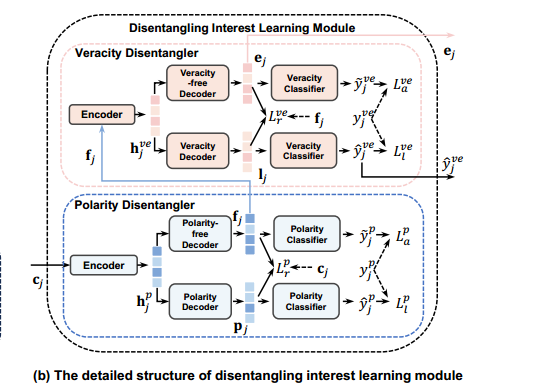 Disentangling Interest Learning Module
Veracity Disentangler
e_j
e_j
Veracity
-free
Decoder
Veracity
Classifier
ỹ_j^{ve}
L_a^{ve}
Encoder
h_j^{ve}
L_r^{ve}
f_j
y_j^{ve}
Veracity
Decoder
Veracity
Classifier
ŷ_j^{ve}
L_l^{ve}
ŷ_j^{ve}
f_j
l_j
Polarity Disentangler
f_j
Polarity-
free
Decoder
Polarity
Classifier
ỹ_j^p
L_a^p
Encoder
c_j
h_j^p
L_r^p
c_j
y_j^p
Polarity
Decoder
Polarity
Classifier
ŷ_j^p
L_l^p
p_j
(b) The detailed structure of disentangling interest learning module